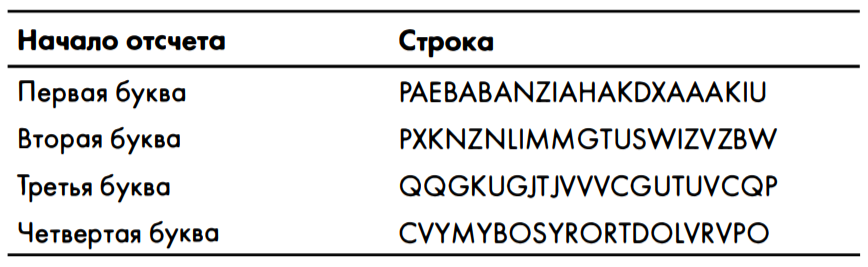 Начало отсчета Строка
Первая буква PAEBABANZIAHAKDXAAAKIU
Вторая буква PXKNZNLIMMGTUSWIZVZBW
Третья буква QQGKUGJTJVVVCGUTUVCQP
Четвертая буква CVYMYBOSYRORTDOLVRVPO